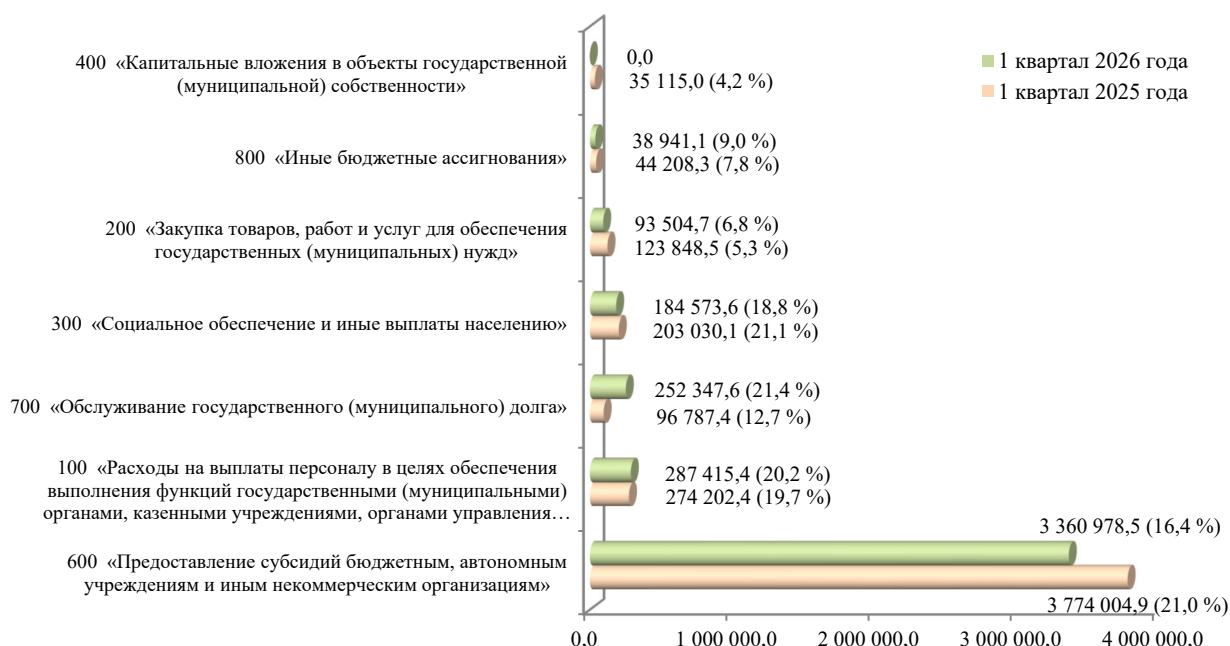 400 «Капитальные вложения в объекты государственной
(муниципальной) собственности»
0,0
35 115,0 (4,2 %)
1 квартал 2026 года
1 квартал 2025 года
800 «Иные бюджетные ассигнования»
38 941,1 (9,0 %)
44 208,3 (7,8 %)
200 «Закупка товаров, работ и услуг для обеспечения
государственных (муниципальных) нужд»
93 504,7 (6,8 %)
123 848,5 (5,3 %)
300 «Социальное обеспечение и иные выплаты населению»
184 573,6 (18,8 %)
203 030,1 (21,1 %)
700 «Обслуживание государственного (муниципального) долга»
252 347,6 (21,4 %)
96 787,4 (12,7 %)
100 «Расходы на выплаты персоналу в целях обеспечения
выполнения функций государственными (муниципальными)
органами, казенными учреждениями, органами управления…
287 415,4 (20,2 %)
274 202,4 (19,7 %)
600 «Предоставление субсидий бюджетным, автономным
учреждениям и иным некоммерческим организациям»
3 360 978,5 (16,4 %)
3 774 004,9 (21,0 %)
0,0 1 000 000,0 2 000 000,0 3 000 000,0 4 000 000,0